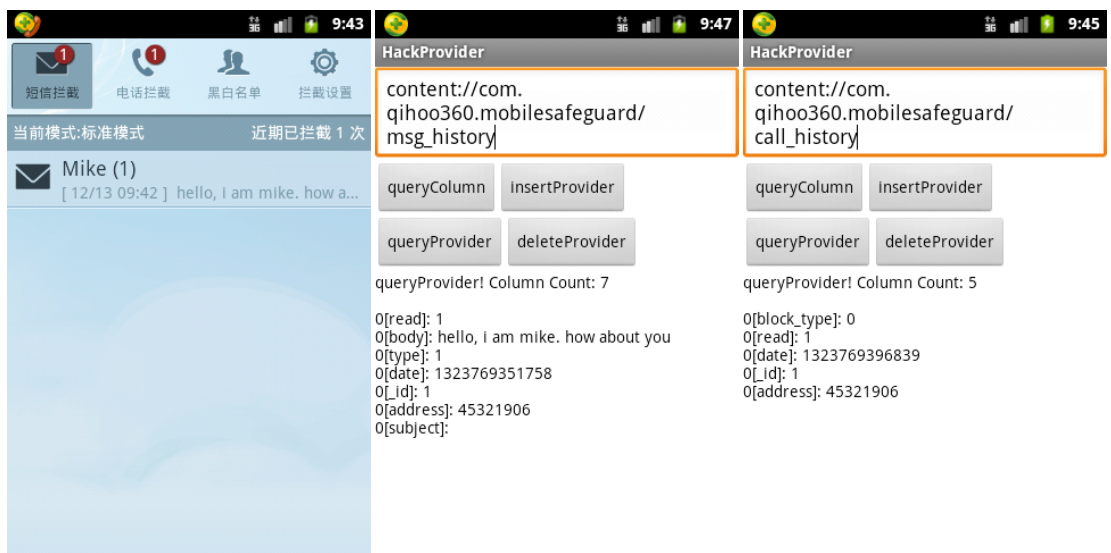 9:43
1
1
短信拦截
电话拦截
黑白名单
拦截设置
当前模式:标准模式
近期已拦截 1 次
Mike (1)
[ 12/13 09:42 ] hello, I am mike. how a...
3G
9:47
HackProvider
content://com.
qihoo360.mobilesafeguard/
msg_history
queryColumn
insertProvider
queryProvider
deleteProvider
queryProvider! Column Count: 7
0[read]: 1
0[body]: hello, i am mike. how about you
0[type]: 1
0[date]: 1323769351758
0[_id]: 1
0[address]: 45321906
0[subject]:
3G
9:45
HackProvider
content://com.
qihoo360.mobilesafeguard/
call_history
queryColumn
insertProvider
queryProvider
deleteProvider
queryProvider! Column Count: 5
0[block_type]: 0
0[read]: 1
0[date]: 1323769396839
0[_id]: 1
0[address]: 45321906